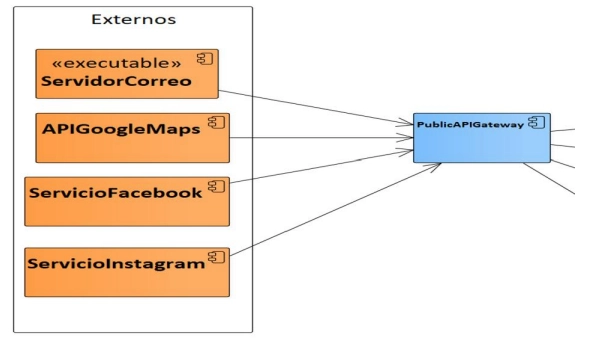 Externos
«executable»
ServidorCorreo
APIGoogleMaps
PublicAPIGateway
ServicioFacebook
ServicioInstagram